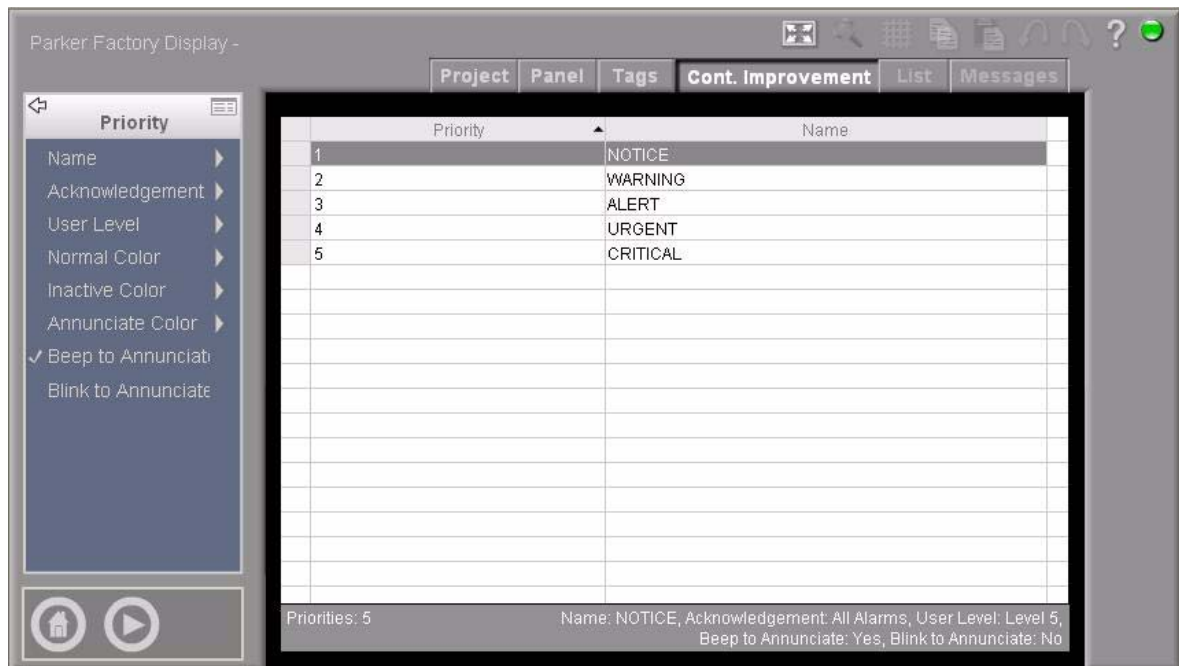 Parker Factory Display -
?
Project Panel Tags Cont. Improvement List Messages
Priority
Name
Acknowledgement
User Level
Normal Color
Inactive Color
Annunciate Color
Beep to Annunciat
Blink to Annunciate
Priority Name
1 NOTICE
2 WARNING
3 ALERT
4 URGENT
5 CRITICAL
Priorities: 5
Name: NOTICE, Acknowledgement: All Alarms, User Level: Level 5,
Beep to Annunciate: Yes, Blink to Annunciate: No